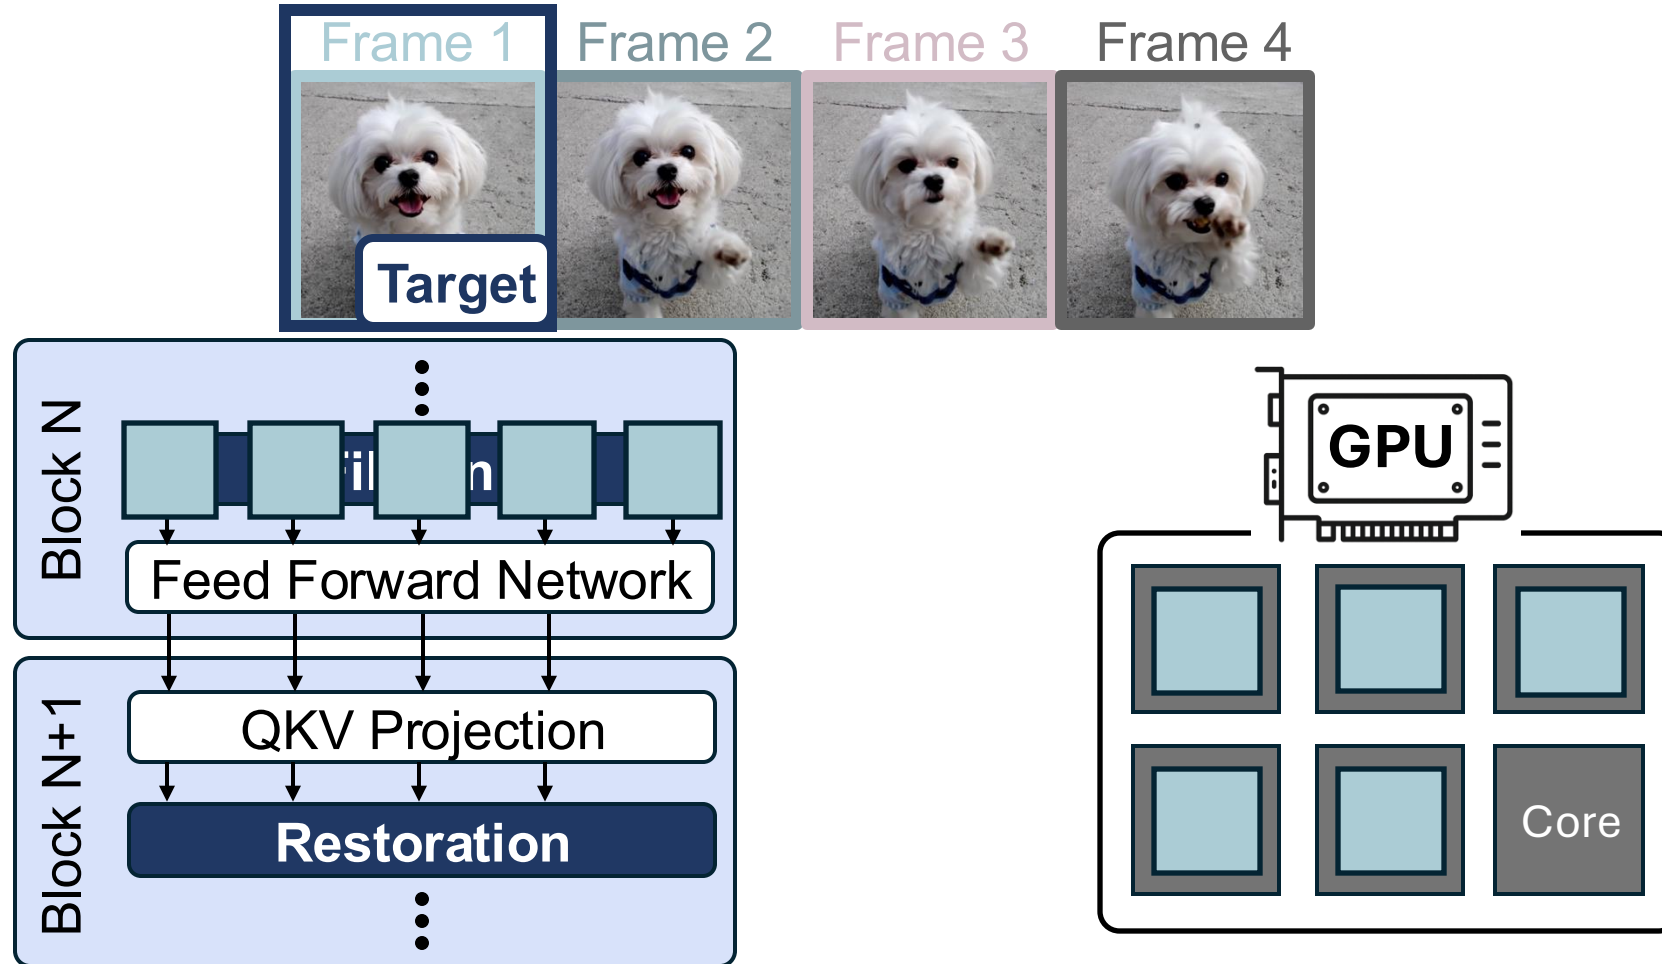 Frame 1
Frame 2
Frame 3
Frame 4
Target
Block N
Feed Forward Network
Block N+1
QKV Projection
Restoration
GPU
Core